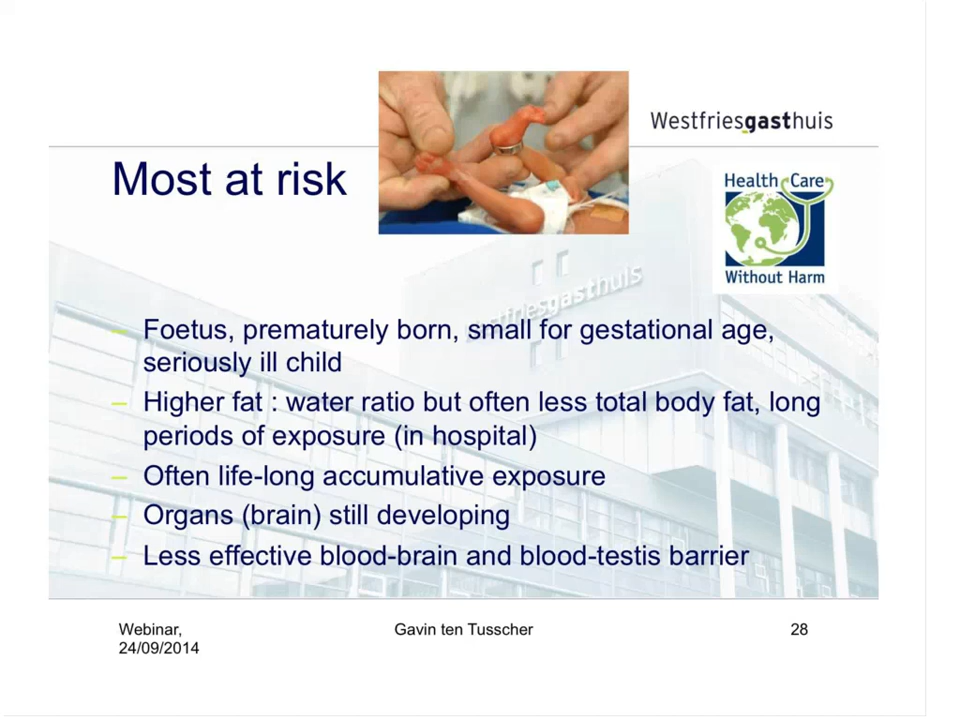 Westfriesgasthuis
Most at risk
Health Care
Without Harm
friesgasthuis
– Foetus, prematurely born, small for gestational age,
seriously ill child
– Higher fat : water ratio but often less total body fat, long
periods of exposure (in hospital)
– Often life-long accumulative exposure
– Organs (brain) still developing
– Less effective blood-brain and blood-testis barrier
Webinar,
24/09/2014
Gavin ten Tusscher
28